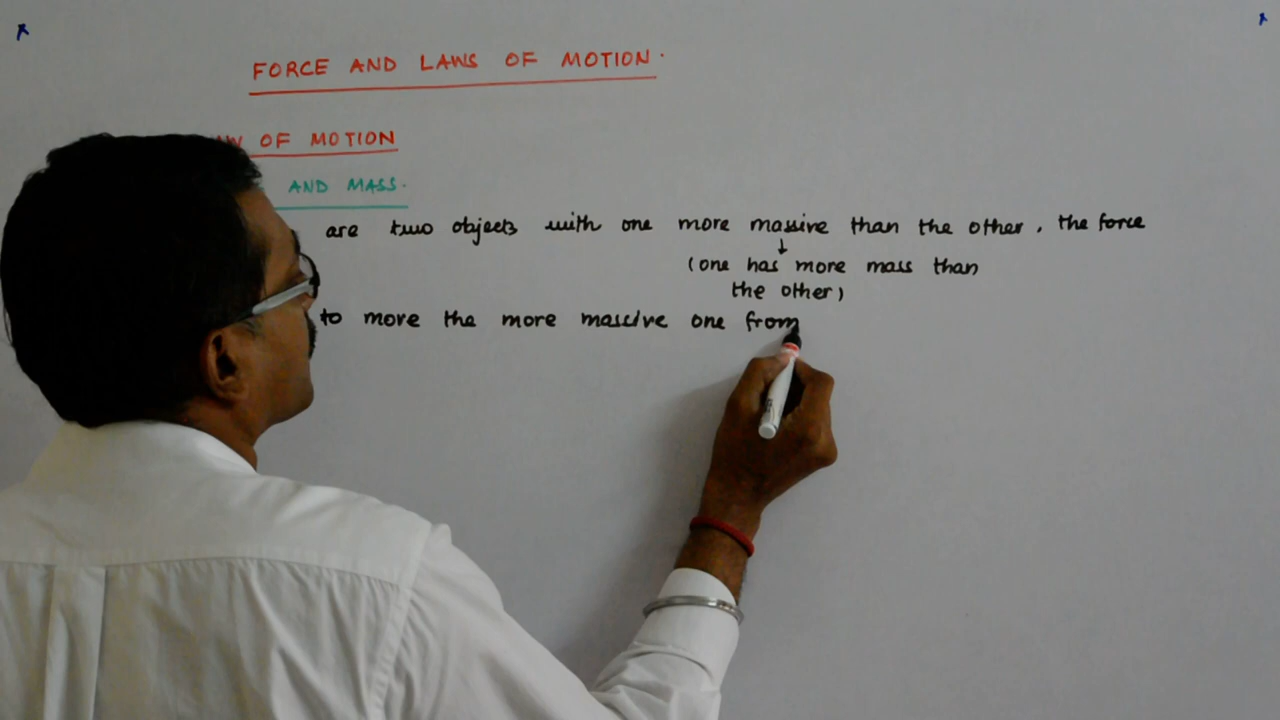 FORCE AND LAWS OF MOTION.
OF MOTION
AND MASS.
are two objects with one more massive than the other, the force
↓
(one has more mass than
the other)
to move the more massive one from